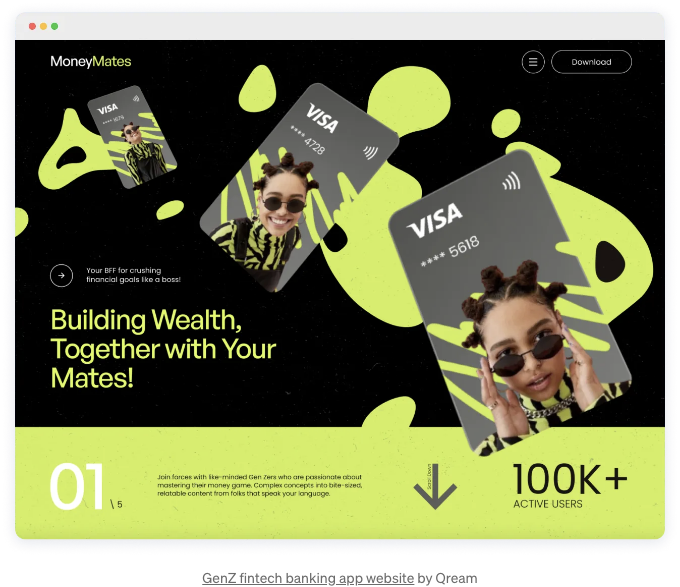 MoneyMates
Download
VISA
**** 1679
VISA
**** 4728
VISA
**** 5618
Your BFF for crushing
financial goals like a boss!
Building Wealth,
Together with Your
Mates!
01 \ 5
Join forces with like-minded Gen Zers who are passionate about
mastering their money game. Complex concepts into bite-sized,
relatable content from folks that speak your language.
Scroll Down
100K+
ACTIVE USERS
GenZ fintech banking app website by Qream